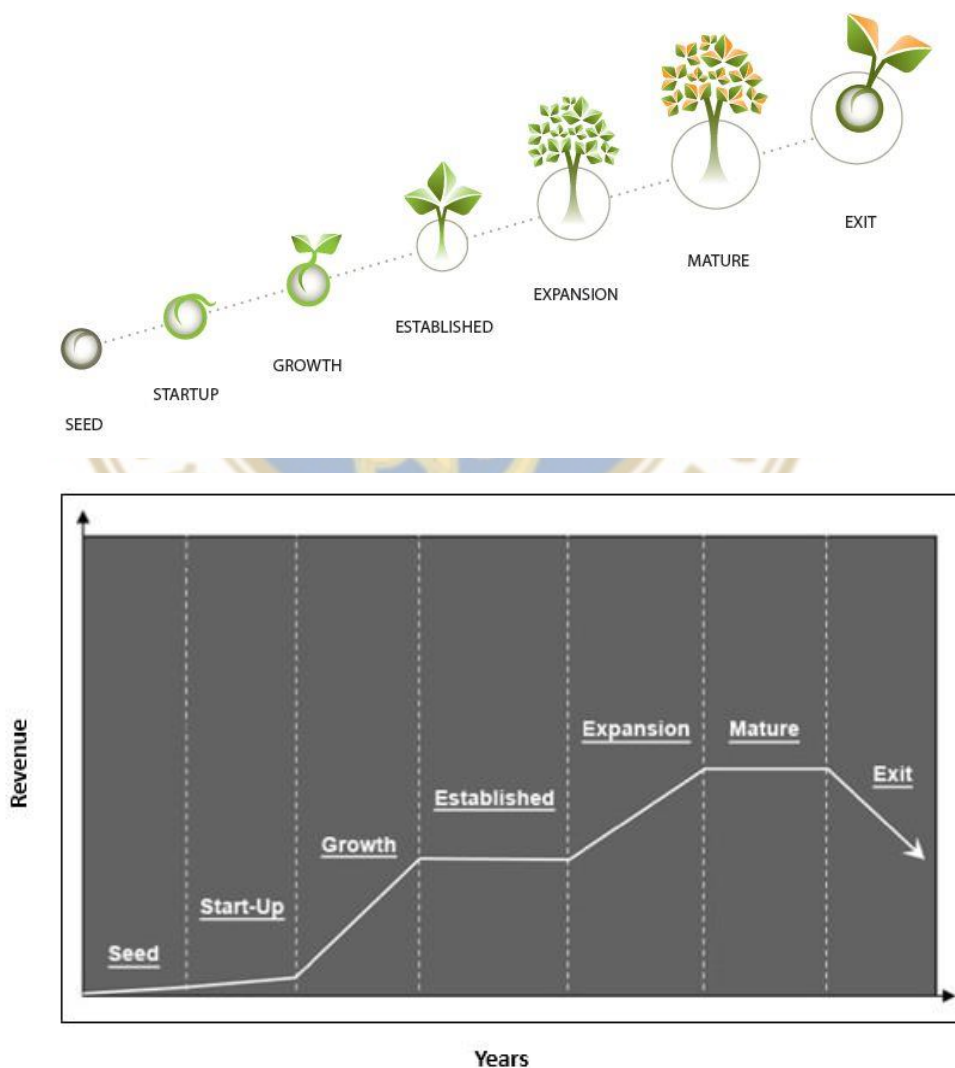 EXIT
MATURE
EXPANSION
ESTABLISHED
GROWTH
STARTUP
SEED
Revenue
Expansion
Mature
Exit
Established
Growth
Start-Up
Seed
Years